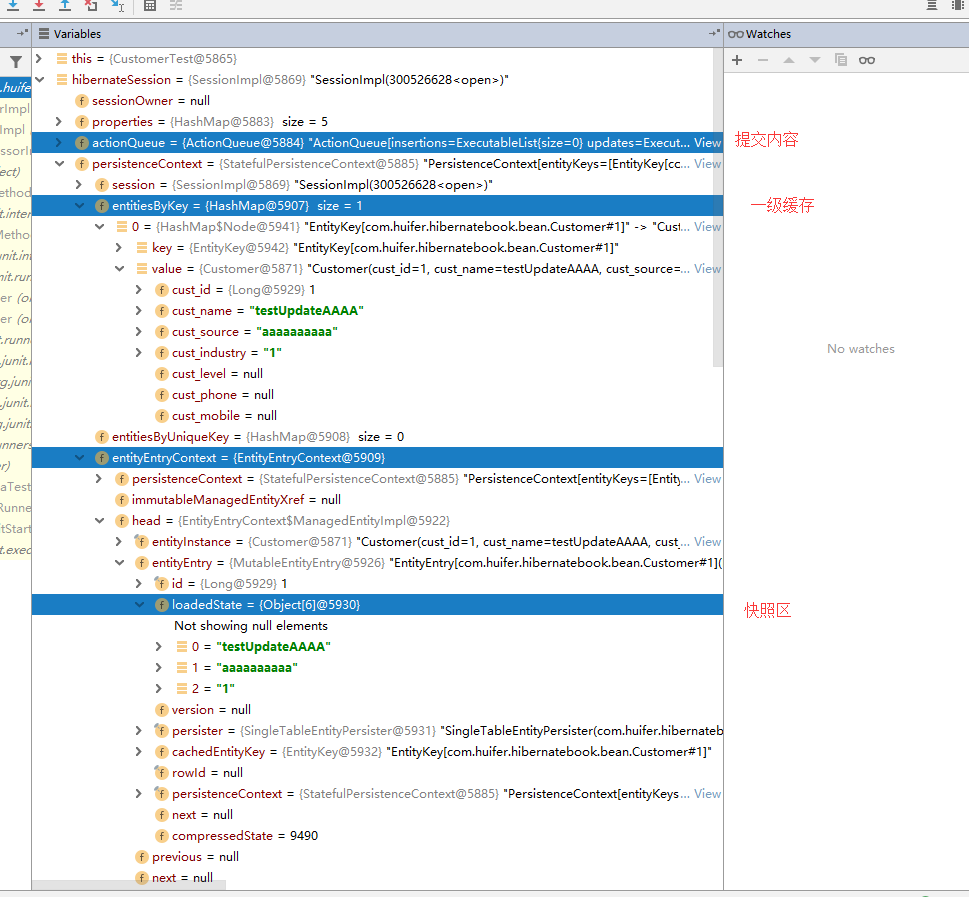 Variables
Watches
this = {CustomerTest@5865}
hibernateSession = {SessionImpl@5869} "SessionImpl(300526628<open>)"
sessionOwner = null
properties = {HashMap@5883} size = 5
actionQueue = {ActionQueue@5884} "ActionQueue[insertions=ExecutableList{size=0} updates=Execut... View
提交内容
persistenceContext = {StatefulPersistenceContext@5885} "PersistenceContext[entityKeys=[EntityKey[cc... View
session = {SessionImpl@5869} "SessionImpl(300526628<open>)"
entitiesByKey = {HashMap@5907} size = 1
一级缓存
0 = {HashMap$Node@5941} "EntityKey[com.huifer.hibernatebook.bean.Customer#1]" -> "Cust... View
key = {EntityKey@5942} "EntityKey[com.huifer.hibernatebook.bean.Customer#1]"
value = {Customer@5871} "Customer(cust_id=1, cust_name=testUpdateAAAA, cust_source=... View
cust_id = {Long@5929} 1
cust_name = "testUpdateAAAA"
cust_source = "aaaaaaaaaa"
cust_industry = "1"
No watches
cust_level = null
cust_phone = null
cust_mobile = null
entitiesByUniqueKey = {HashMap@5908} size = 0
entityEntryContext = {EntityEntryContext@5909}
persistenceContext = {StatefulPersistenceContext@5885} "PersistenceContext[entityKeys=[Entity... View
immutableManagedEntityXref = null
head = {EntityEntryContext$ManagedEntityImpl@5922}
entityInstance = {Customer@5871} "Customer(cust_id=1, cust_name=testUpdateAAAA, cust_... View
entityEntry = {MutableEntityEntry@5926} "EntityEntry[com.huifer.hibernatebook.bean.Customer#1](
id = {Long@5929} 1
loadedState = {Object[6]@5930}
快照区
Not showing null elements
0 = "testUpdateAAAA"
1 = "aaaaaaaaaa"
2 = "1"
version = null
persister = {SingleTableEntityPersister@5931} "SingleTableEntityPersister(com.huifer.hibernateb
cachedEntityKey = {EntityKey@5932} "EntityKey[com.huifer.hibernatebook.bean.Customer#1]"
rowId = null
persistenceContext = {StatefulPersistenceContext@5885} "PersistenceContext[entityKeys... View
next = null
compressedState = 9490
previous = null
next = null